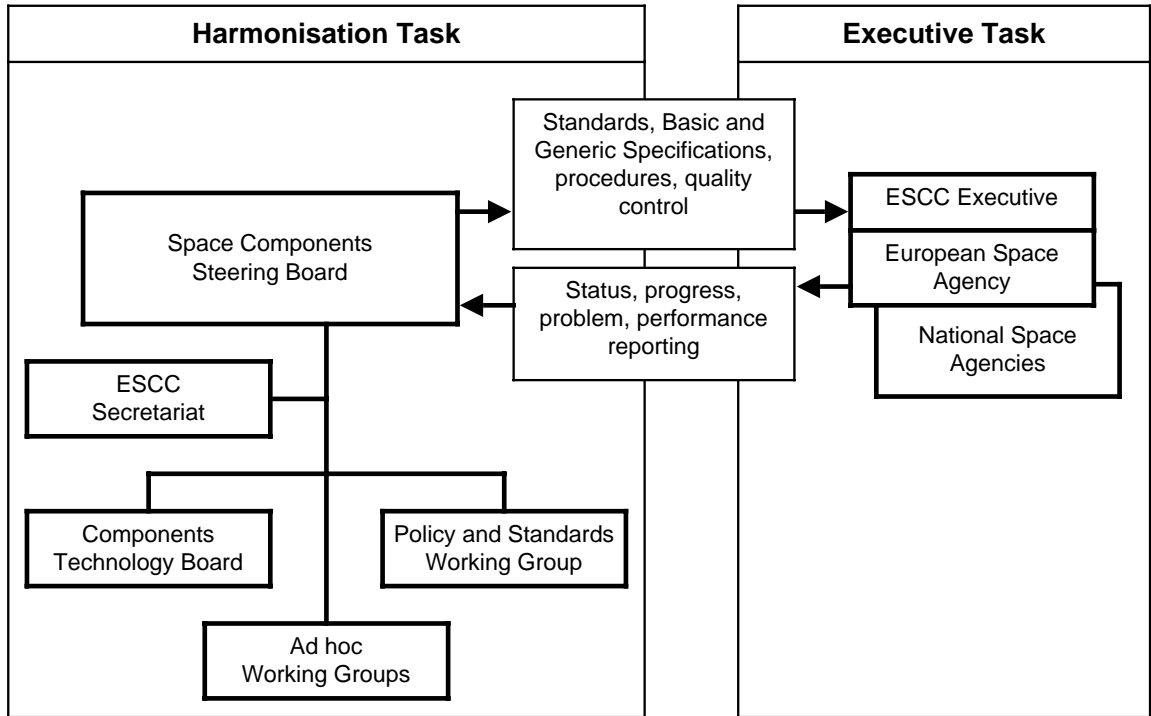 Harmonisation Task
Executive Task
Standards, Basic and
Generic Specifications,
procedures, quality
control
Space Components
Steering Board
ESCC Executive
European Space
Agency
Status, progress,
problem, performance
reporting
National Space
Agencies
ESCC
Secretariat
Components
Technology Board
Policy and Standards
Working Group
Ad hoc
Working Groups